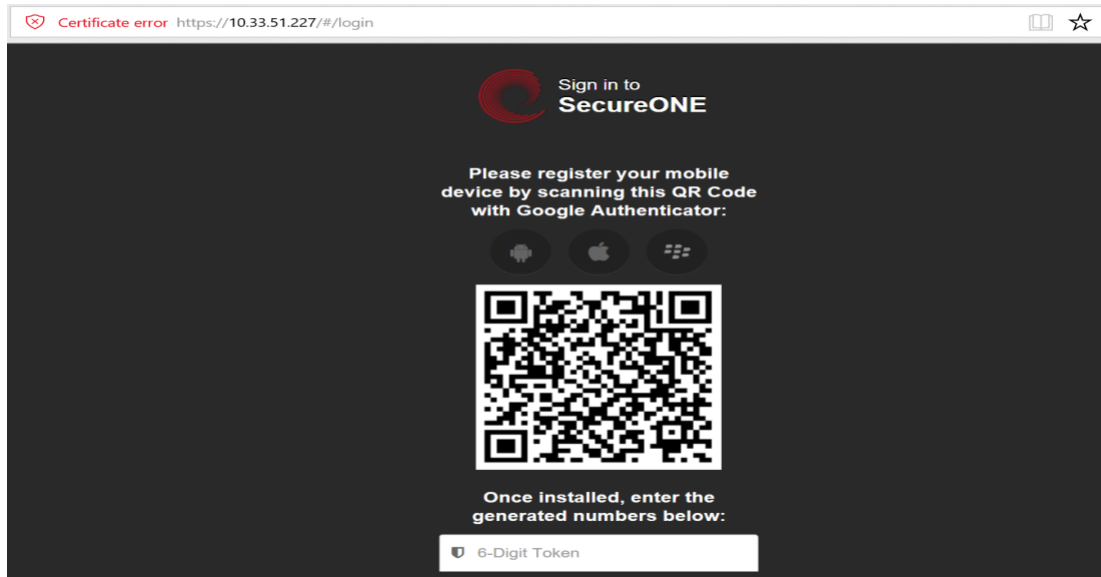 Certificate error https://10.33.51.227/#/login
Sign in to
SecureONE
Please register your mobile
device by scanning this QR Code
with Google Authenticator:
Once installed, enter the
generated numbers below:
6-Digit Token